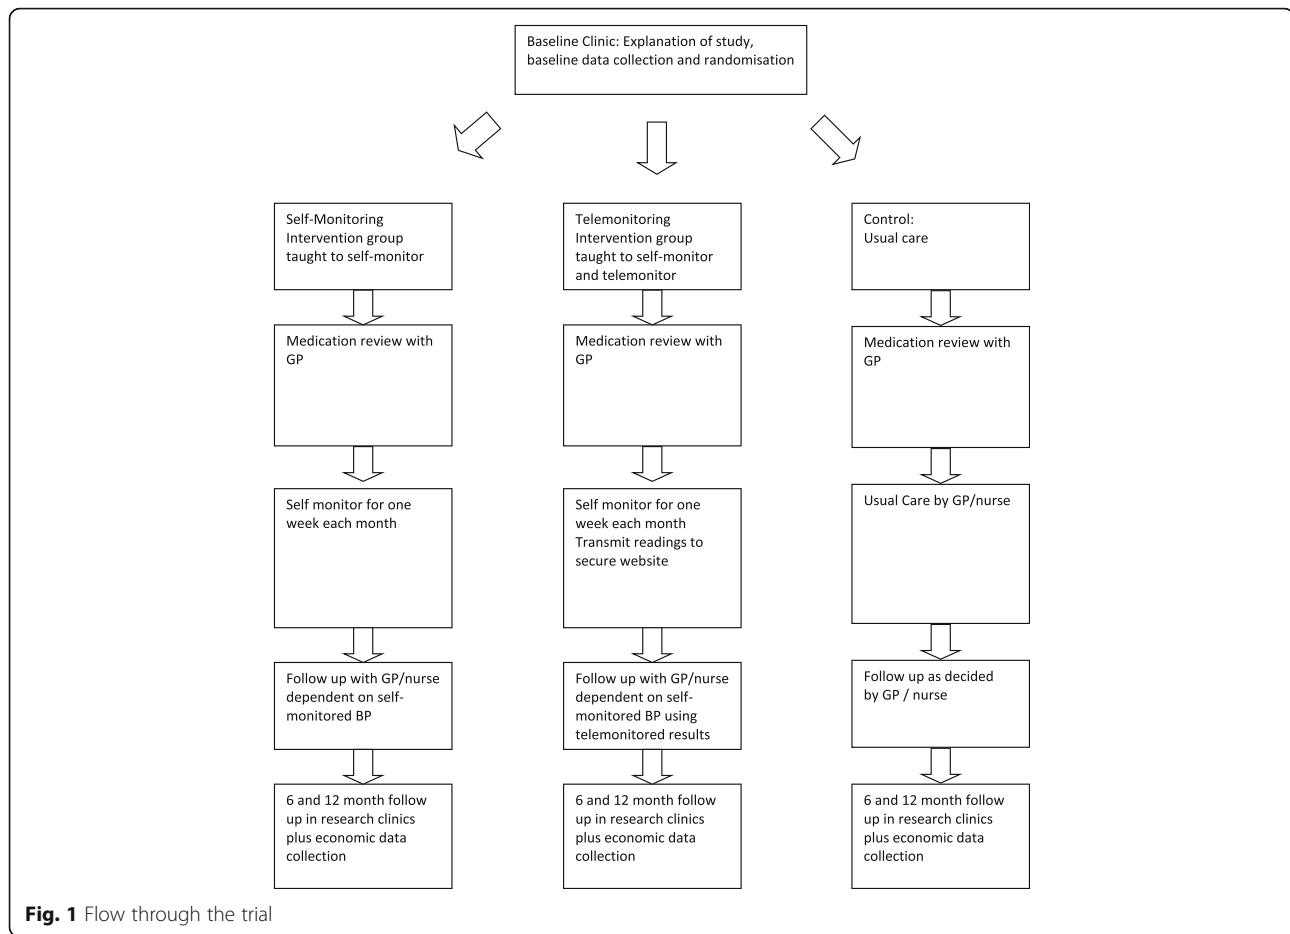 Baseline Clinic: Explanation of study,
baseline data collection and randomisation
Self-Monitoring
Intervention group
taught to self-monitor
Telemonitoring
Intervention group
taught to self-monitor
and telemonitor
Control:
Usual care
Medication review with
GP
Medication review with
GP
Medication review with
GP
Self monitor for one
week each month
Self monitor for one
week each month
Transmit readings to
secure website
Usual Care by GP/nurse
Follow up with GP/nurse
dependent on self-
monitored BP
Follow up with GP/nurse
dependent on self-
monitored BP using
telemonitored results
Follow up as decided
by GP / nurse
6 and 12 month follow
up in research clinics
plus economic data
collection
6 and 12 month follow
up in research clinics
plus economic data
collection
6 and 12 month follow
up in research clinics
plus economic data
collection
Fig. 1 Flow through the trial